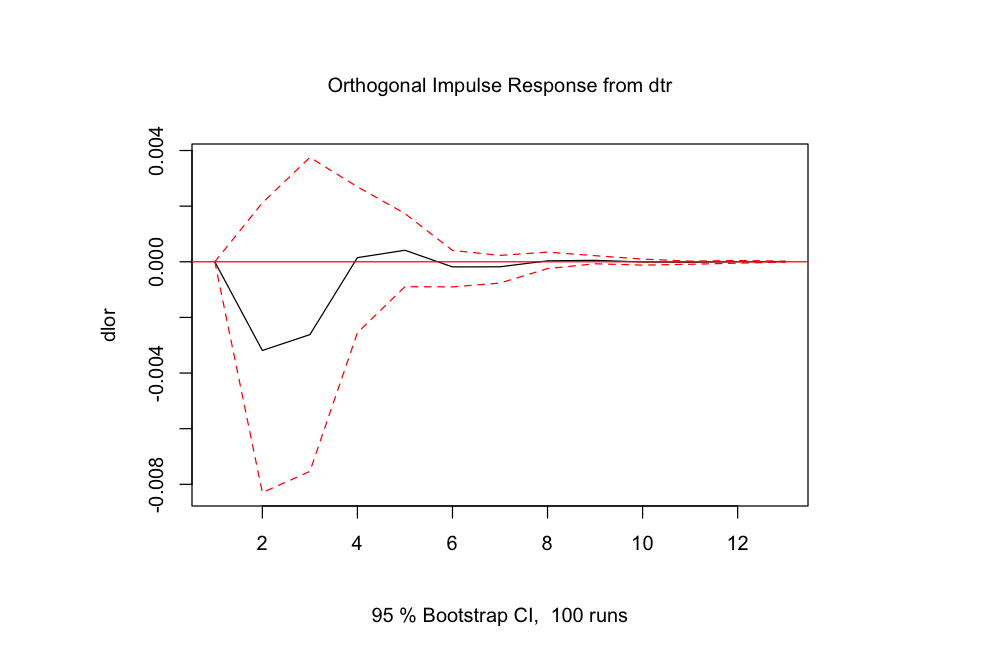 Orthogonal Impulse Response from dtr
dlor
0.004
0.000
-0.004
-0.008
2 4 6 8 10 12
95 % Bootstrap CI,  100 runs